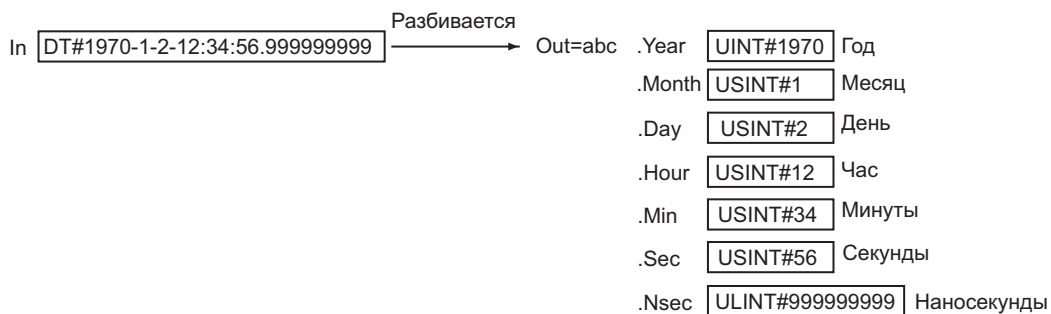 Разбивается
In DT#1970-1-2-12:34:56.999999999 Out=abc .Year UINT#1970 Год
.Month USINT#1 Месяц
.Day USINT#2 День
.Hour USINT#12 Час
.Min USINT#34 Минуты
.Sec USINT#56 Секунды
.Nsec ULINT#999999999 Наносекунды